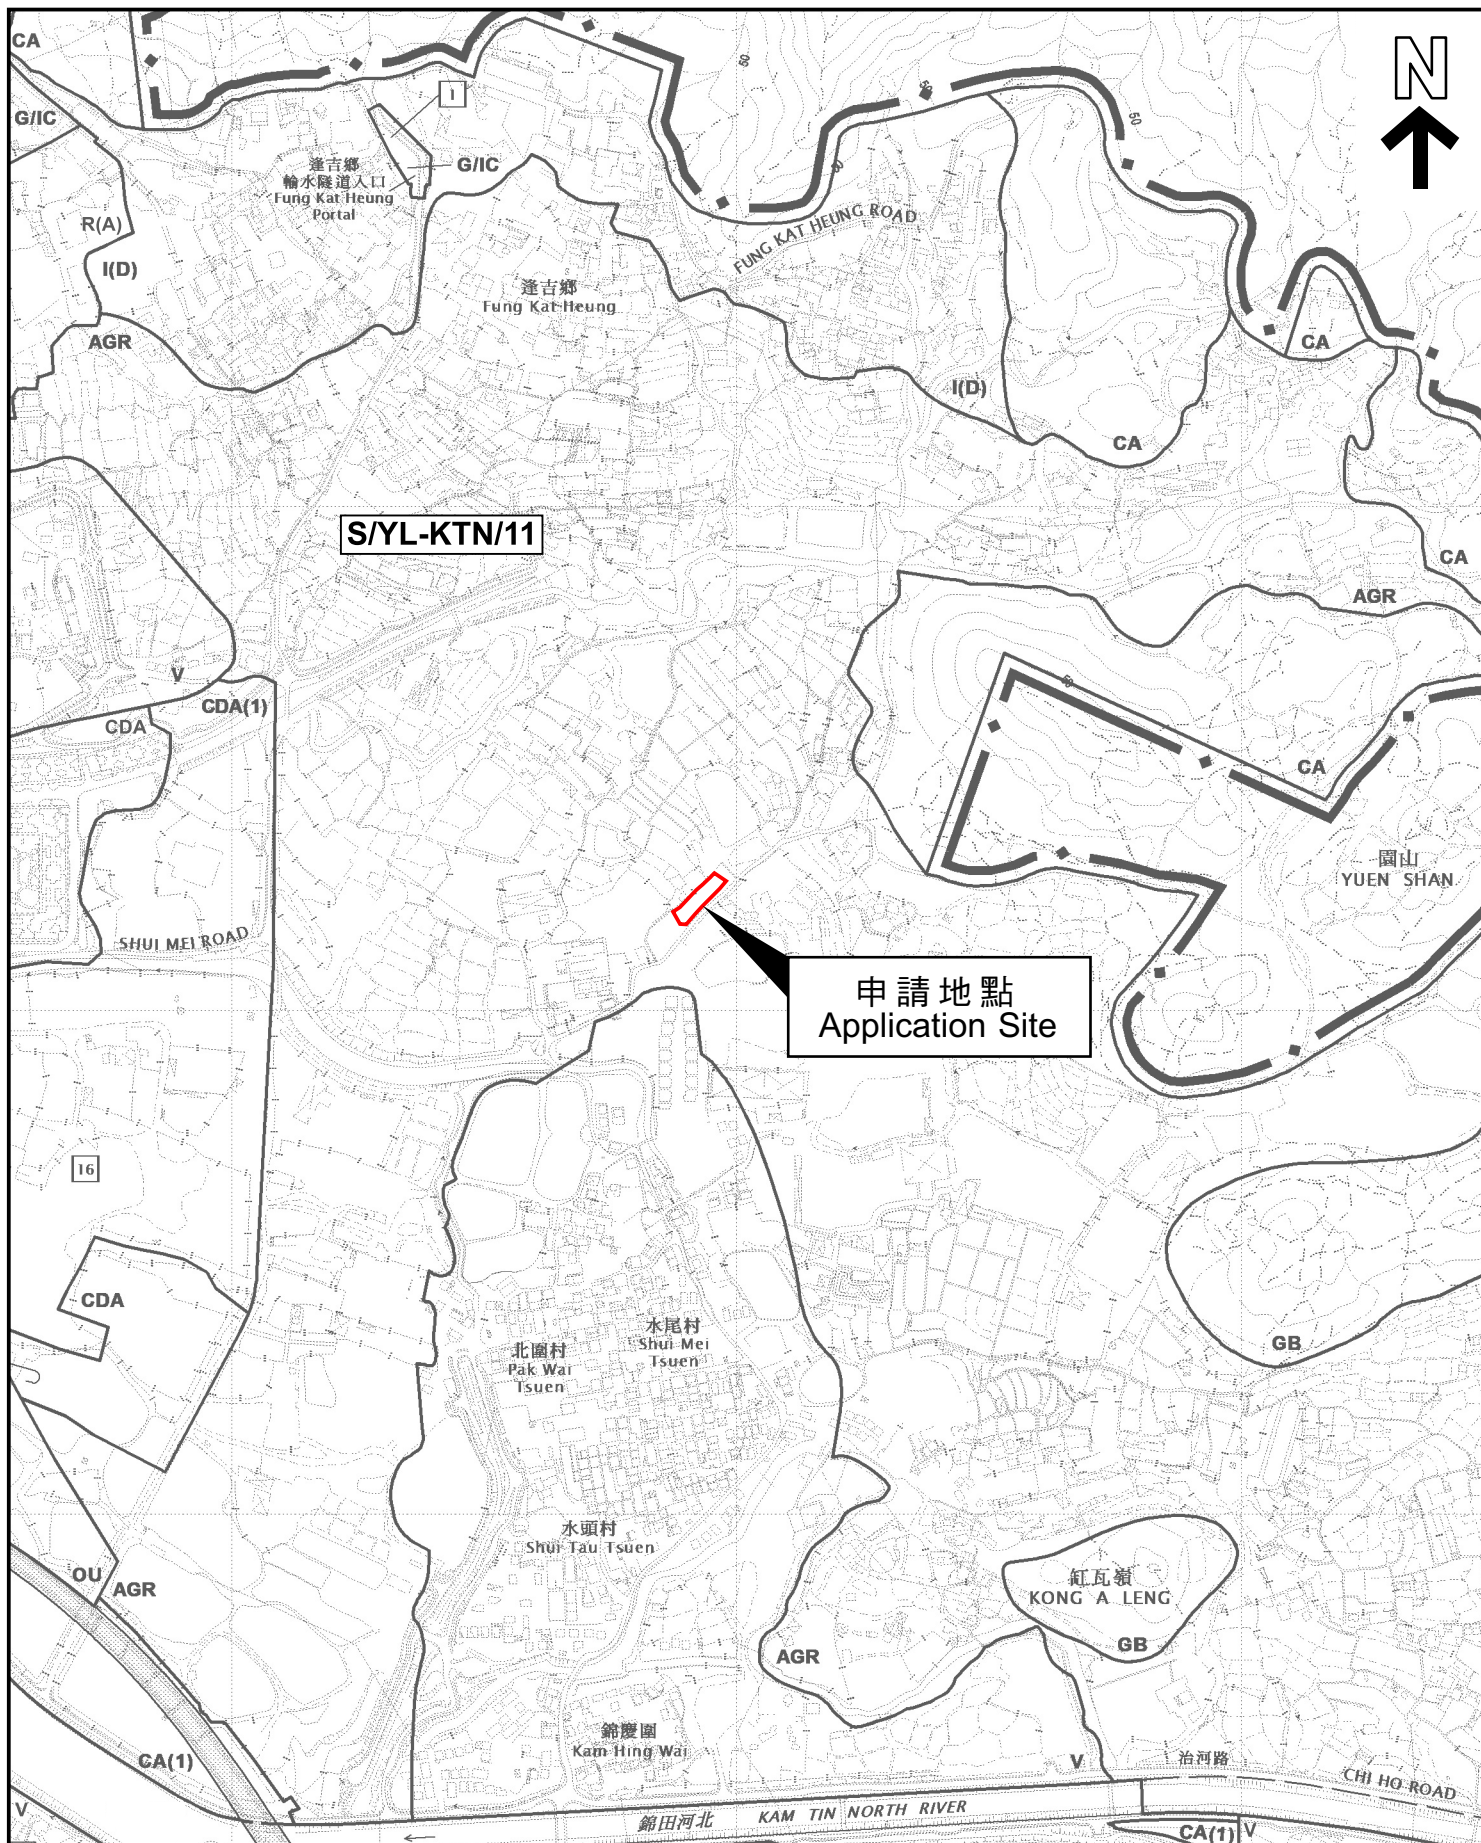 CA
50
50
N
1
50
G/IC
逢吉鄉
輸水隧道入口
Fung Kat Heung
Portal
G/IC
50
R(A)
FUNG KAT HEUNG ROAD
I(D)
逢吉鄉
Fung Kat Heung
AGR
CA
I(D)
CA
S/YL-KTN/11
CA
AGR
V
50
CDA(1)
CDA
CA
園山
YUEN SHAN
SHUI MEI ROAD
申請地點
Application Site
16
CDA
水尾村
Shui Mei
Tsuen
北圍村
Pak Wai
Tsuen
GB
水頭村
Shui Tau Tsuen
OU
AGR
缸瓦嶺
KONG A LENG
GB
AGR
錦慶圍
Kam Hing Wai
CA(1)
V
治河路
CHI HO ROAD
V
錦田河北
KAM TIN NORTH RIVER
CA(1)
V